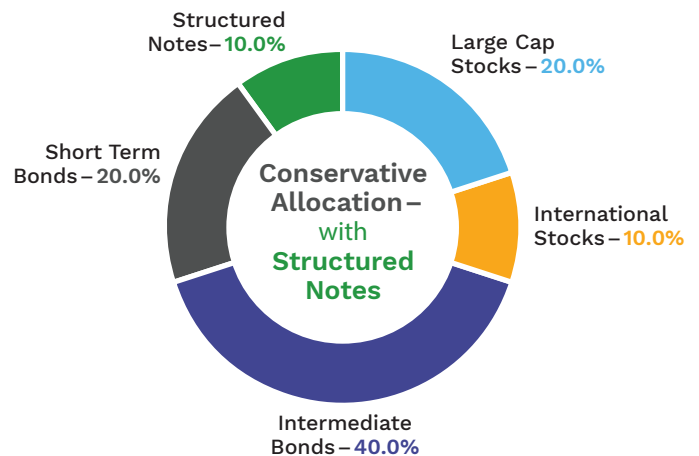 Structured
Notes – 10.0%
Large Cap
Stocks – 20.0%
Short Term
Bonds – 20.0%
Conservative
Allocation –
with
Structured
Notes
International
Stocks – 10.0%
Intermediate
Bonds – 40.0%